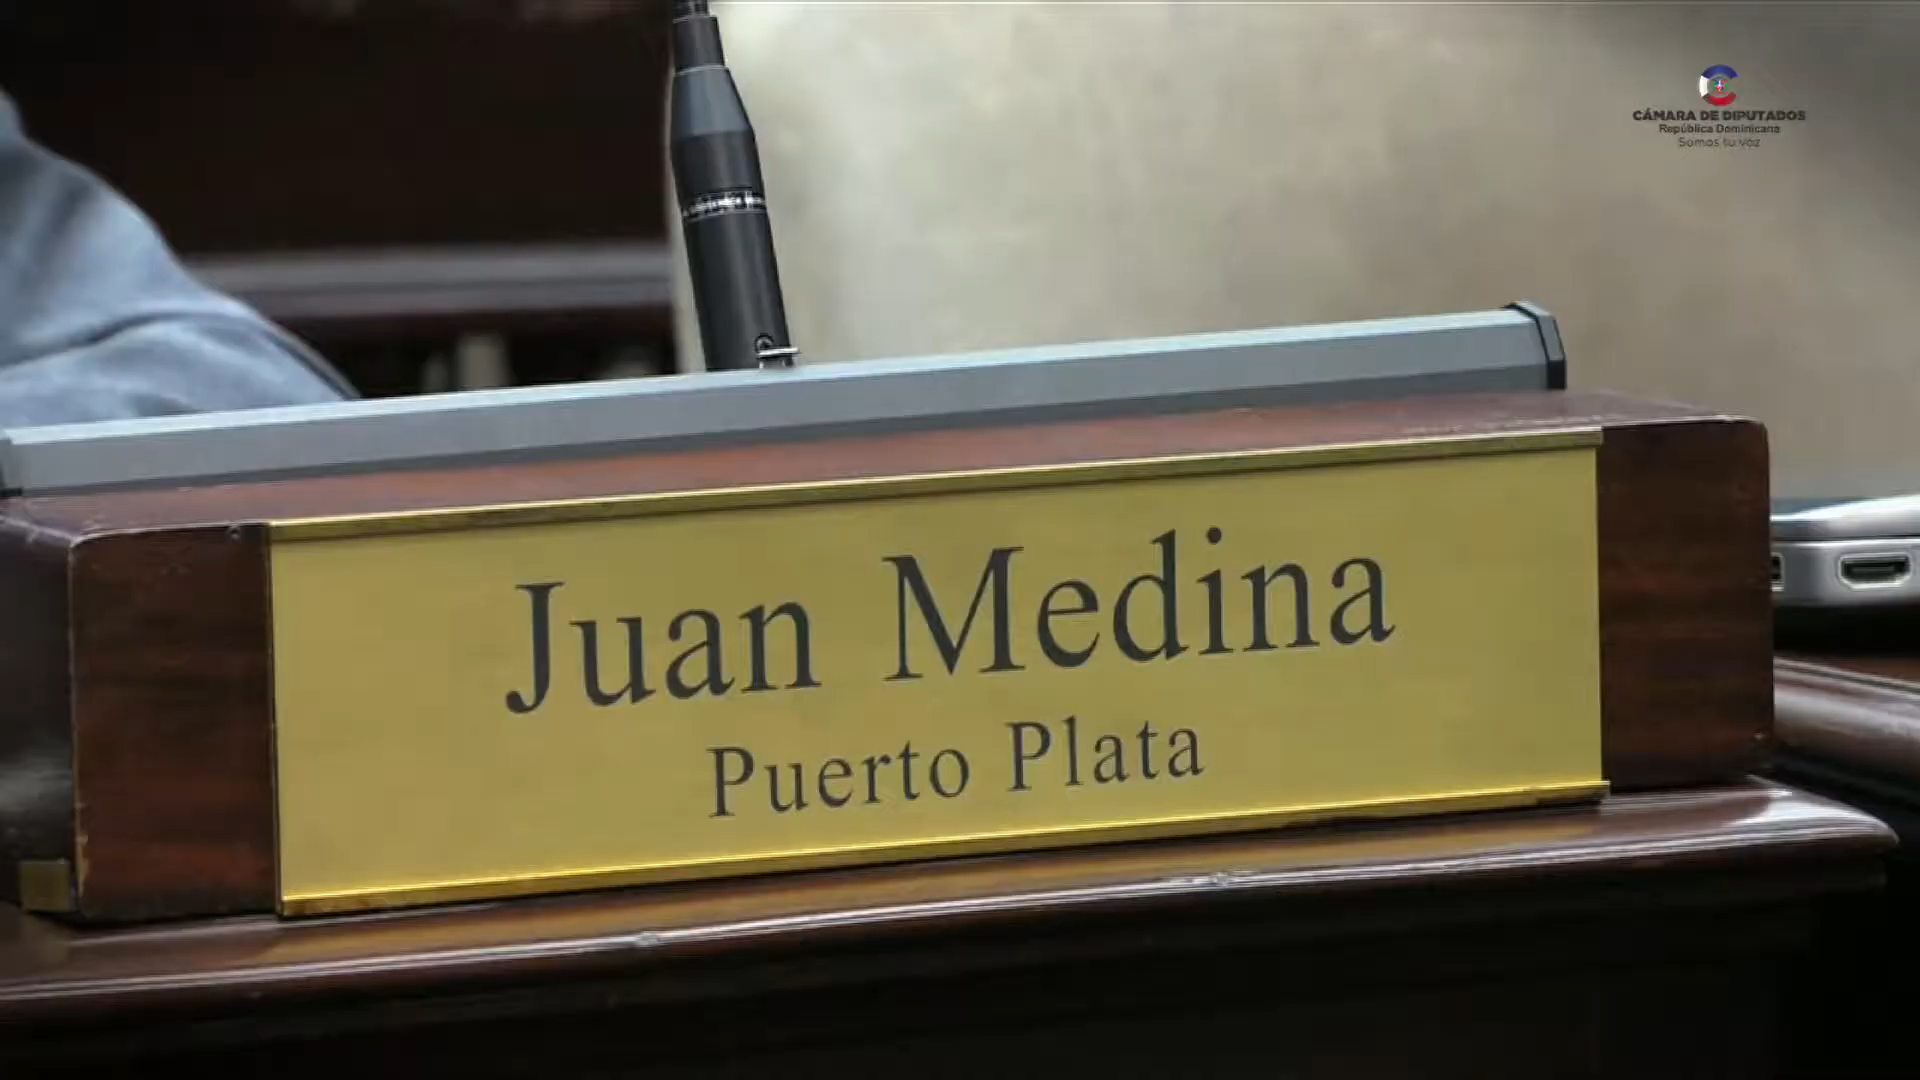 CÁMARA DE DIPUTADOS
República Dominicana
Somos tu voz
Juan Medina
Puerto Plata